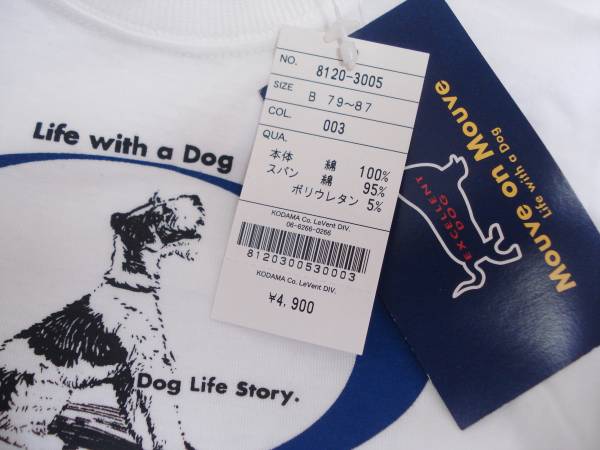 Life with a Dog
Dog Life Story.
NO. 8120-3005
SIZE B 79~87
COL. 003
QUA.
本体 綿 100%
スパン 綿 95%
ポリウレタン 5%
KODAMA Co. LeVent DIV.
06-6266-0266
8120300530003
KODAMA Co. LeVent DIV.
¥4,900
Mouve on Mouve
Life with a Dog
EXCELLENT
DOG